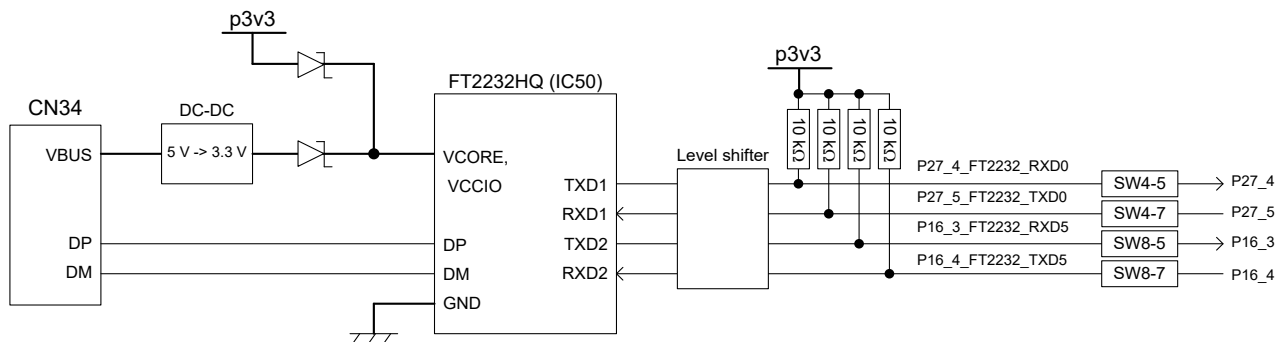 p3v3
p3v3
FT2232HQ (IC50)
CN34
DC-DC
10 kΩ
10 kΩ
10 kΩ
10 kΩ
VBUS
5 V -> 3.3 V
VCORE,
VCCIO
Level shifter
P27_4_FT2232_RXD0
TXD1
SW4-5
P27_4
P27_5_FT2232_TXD0
RXD1
SW4-7
P27_5
P16_3_FT2232_RXD5
DP
DP
TXD2
SW8-5
P16_3
P16_4_FT2232_TXD5
DM
DM
RXD2
SW8-7
P16_4
GND